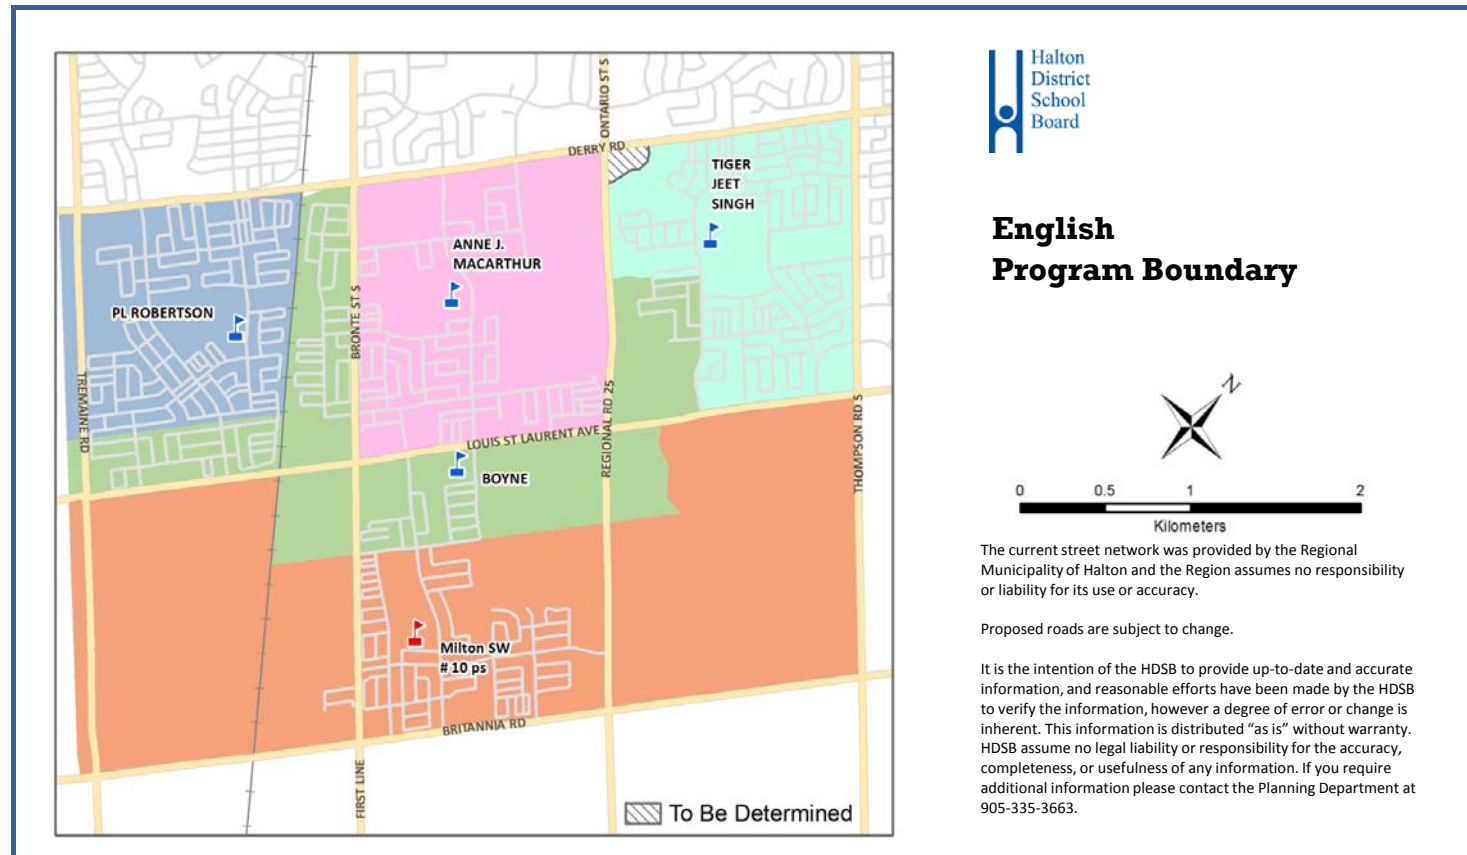 Halton
District
School
Board
English
Program Boundary
ONTARIO ST S
DERRY RD
TIGER
JEET
SINGH
ANNE J.
MACARTHUR
PL ROBERTSON
BRONTE ST S
TREMAINE RD
REGIONAL RD 25
LOUIS ST LAURENT AVE
THOMPSON RD S
BOYNE
Milton SW
# 10 ps
BRITANNIA RD
FIRST LINE
To Be Determined
N
0 0.5 1 2
Kilometers
The current street network was provided by the Regional
Municipality of Halton and the Region assumes no responsibility
or liability for its use or accuracy.
Proposed roads are subject to change.
It is the intention of the HDSB to provide up-to-date and accurate
information, and reasonable efforts have been made by the HDSB
to verify the information, however a degree of error or change is
inherent. This information is distributed “as is” without warranty.
HDSB assume no legal liability or responsibility for the accuracy,
completeness, or usefulness of any information. If you require
additional information please contact the Planning Department at
905-335-3663.